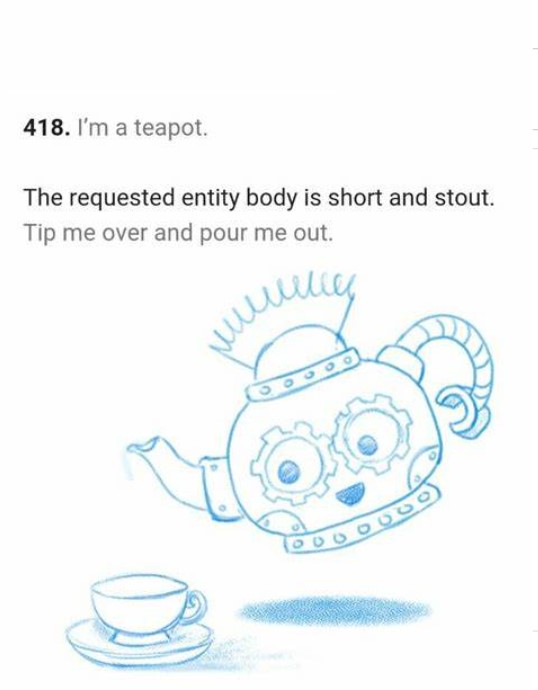 418. I'm a teapot.
The requested entity body is short and stout.
Tip me over and pour me out.